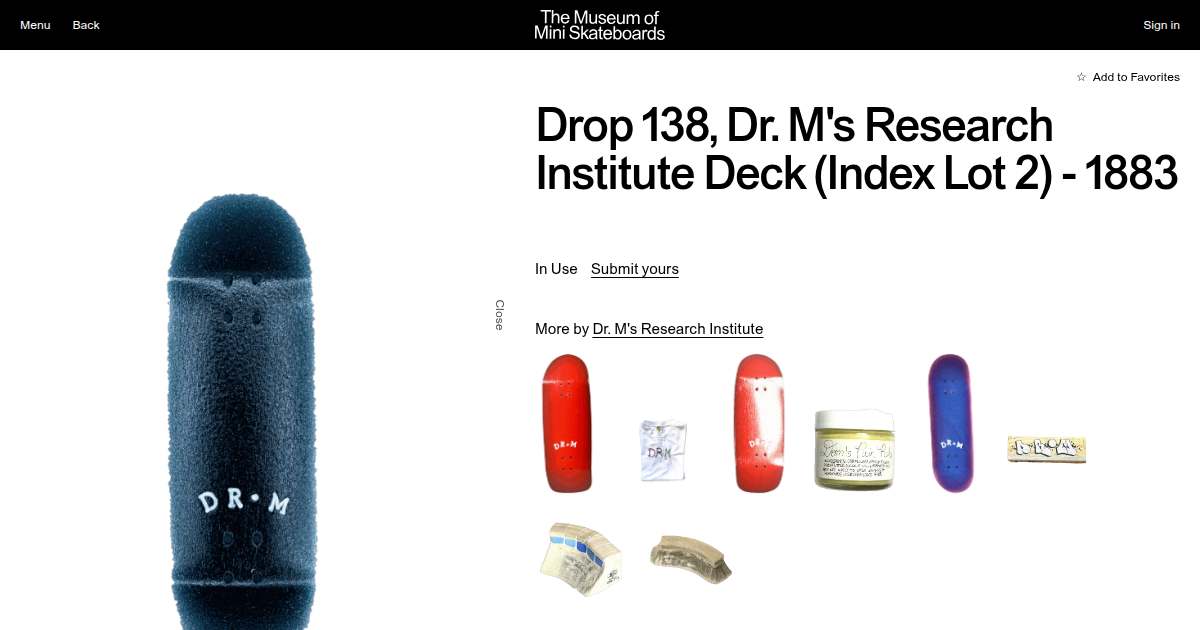 Menu
Back
The Museum of
Mini Skateboards
Sign in
☆ Add to Favorites
Drop 138, Dr. M's Research
Institute Deck (Index Lot 2) - 1883
In Use
Submit yours
Close
More by Dr. M's Research Institute
DR•M
DR•M
DR•M